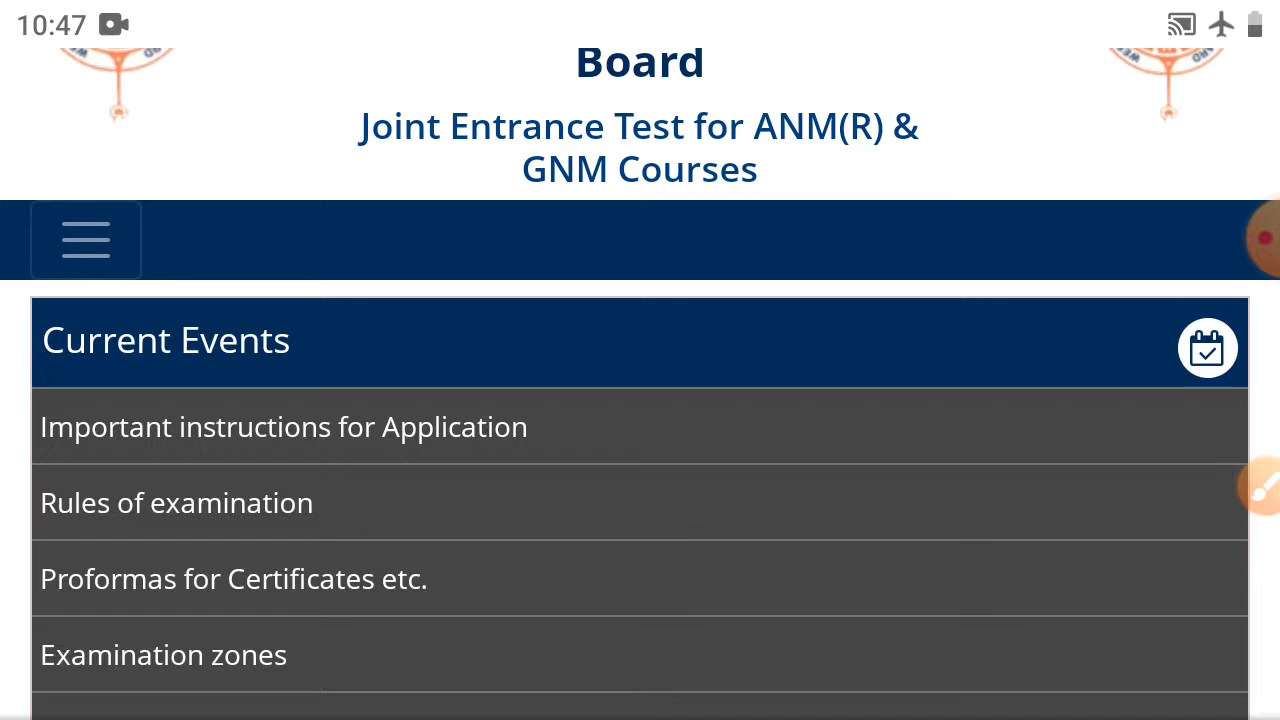 10:47
Board
Joint Entrance Test for ANM(R) &
GNM Courses
Current Events
Important instructions for Application
Rules of examination
Proformas for Certificates etc.
Examination zones